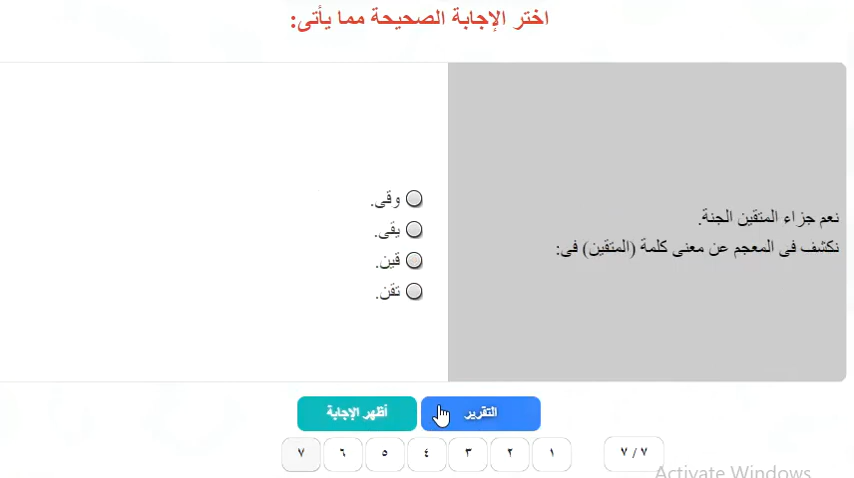 اختر الإجابة الصحيحة مما يأتى:
نعم جزاء المتقين الجنة.
نكشف فى المعجم عن معنى كلمة (المتقين) فى:
وقى.
يقى.
قين.
تقن.
التقرير
أظهر الإجابة
٧ / ٧
١
٢
٣
٤
٥
٦
٧
Activate Windows